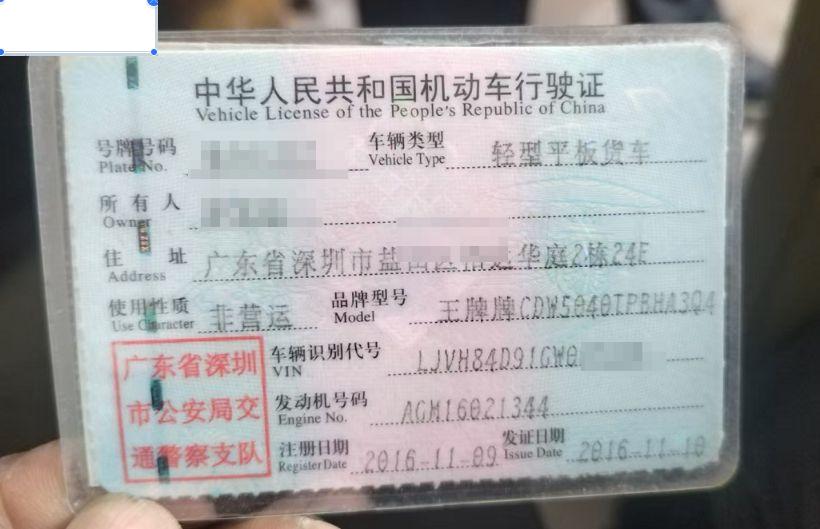 中华人民共和国机动车行驶证
Vehicle License of the People's Republic of China
号牌号码 车辆类型 轻型平板货车
Plate No. Vehicle Type
所有人
Owner
住址 广东省深圳市盐 华庭2栋24E
Address
使用性质 非营运 品牌型号 王牌牌CDW5040TPBHA3Q4
Use Character Model
车辆识别代号 LJVH84D91GW0
VIN
发动机号码 AGM16021344
Engine No.
注册日期 2016-11-09 发证日期 2016-11-10
Register Date Issue Date
广东省深圳
市公安局交
通警察支队